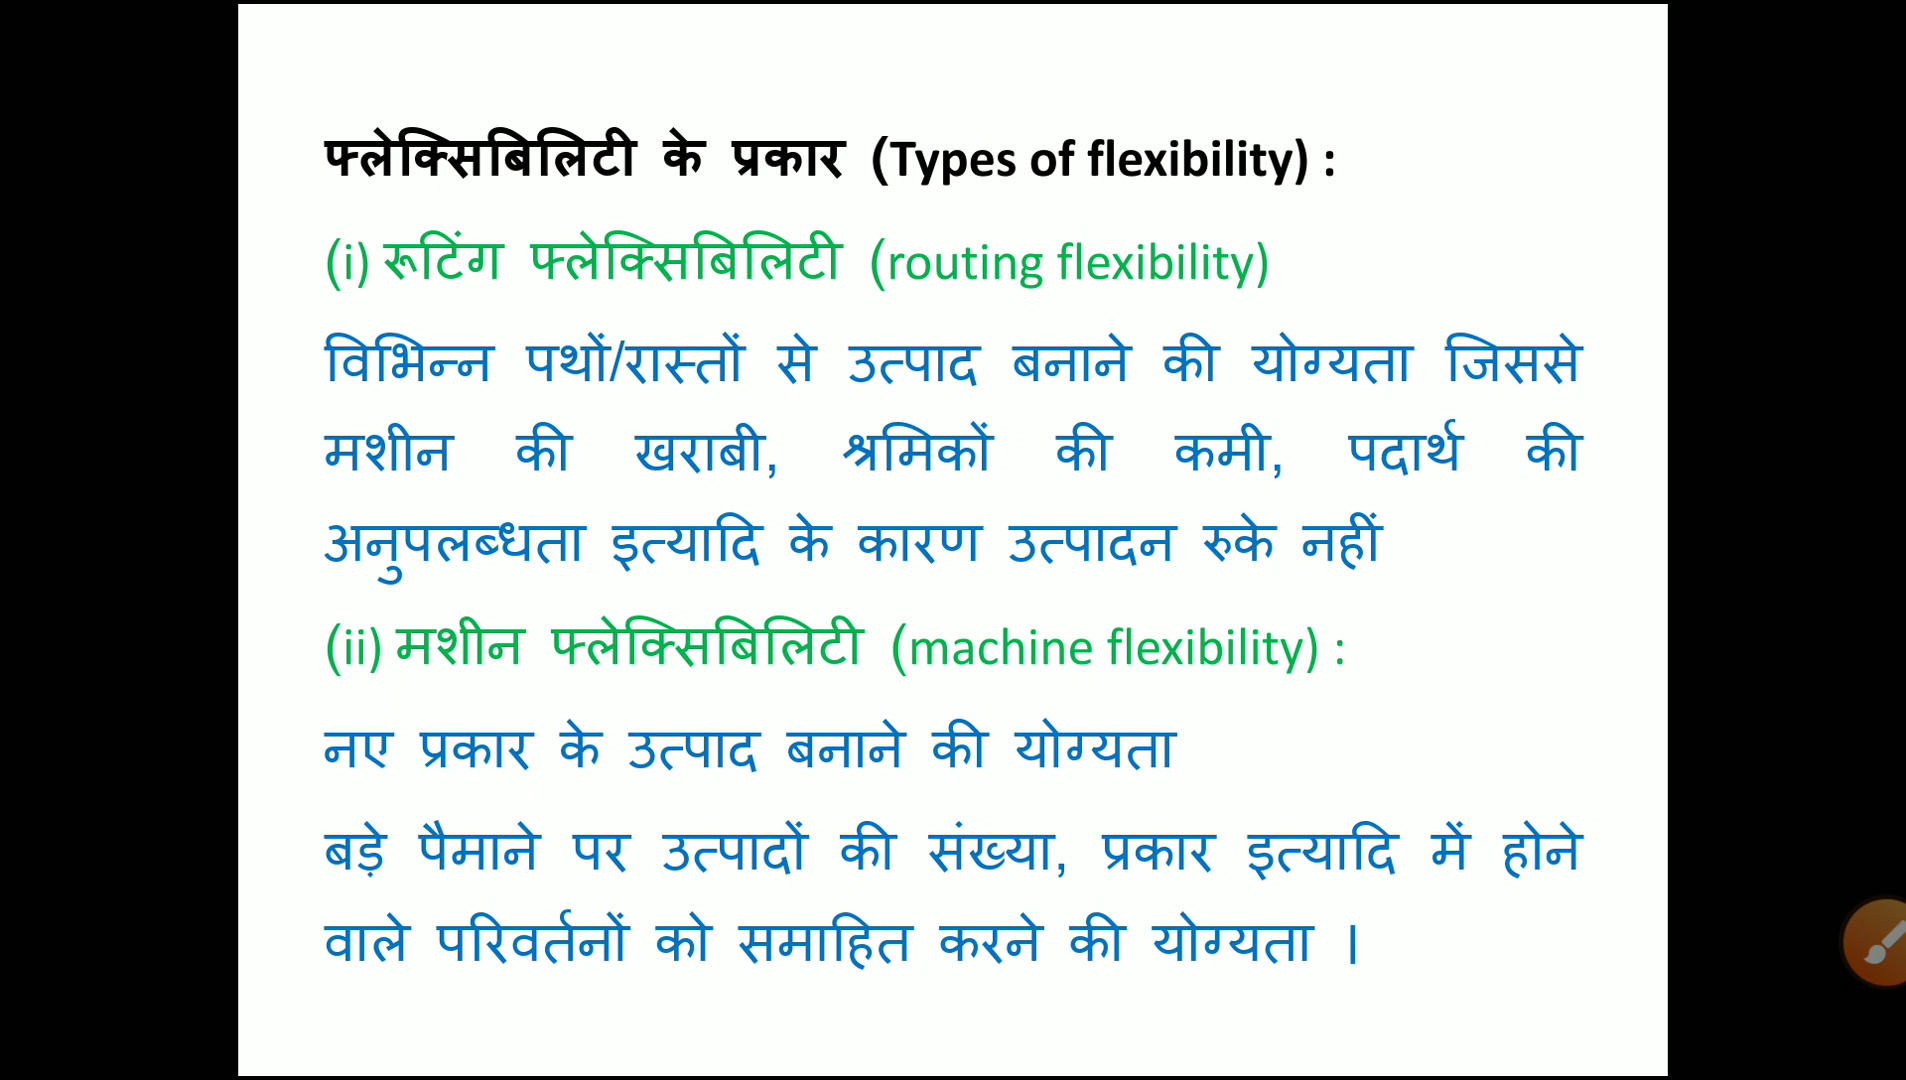 फ्लेक्सिबिलिटी के प्रकार (Types of flexibility) :
(i) रूटिंग फ्लेक्सिबिलिटी (routing flexibility)
विभिन्न पथों/रास्तों से उत्पाद बनाने की योग्यता जिससे
मशीन की खराबी, श्रमिकों की कमी, पदार्थ की
अनुपलब्धता इत्यादि के कारण उत्पादन रुके नहीं
(ii) मशीन फ्लेक्सिबिलिटी (machine flexibility) :
नए प्रकार के उत्पाद बनाने की योग्यता
बड़े पैमाने पर उत्पादों की संख्या, प्रकार इत्यादि में होने
वाले परिवर्तनों को समाहित करने की योग्यता ।